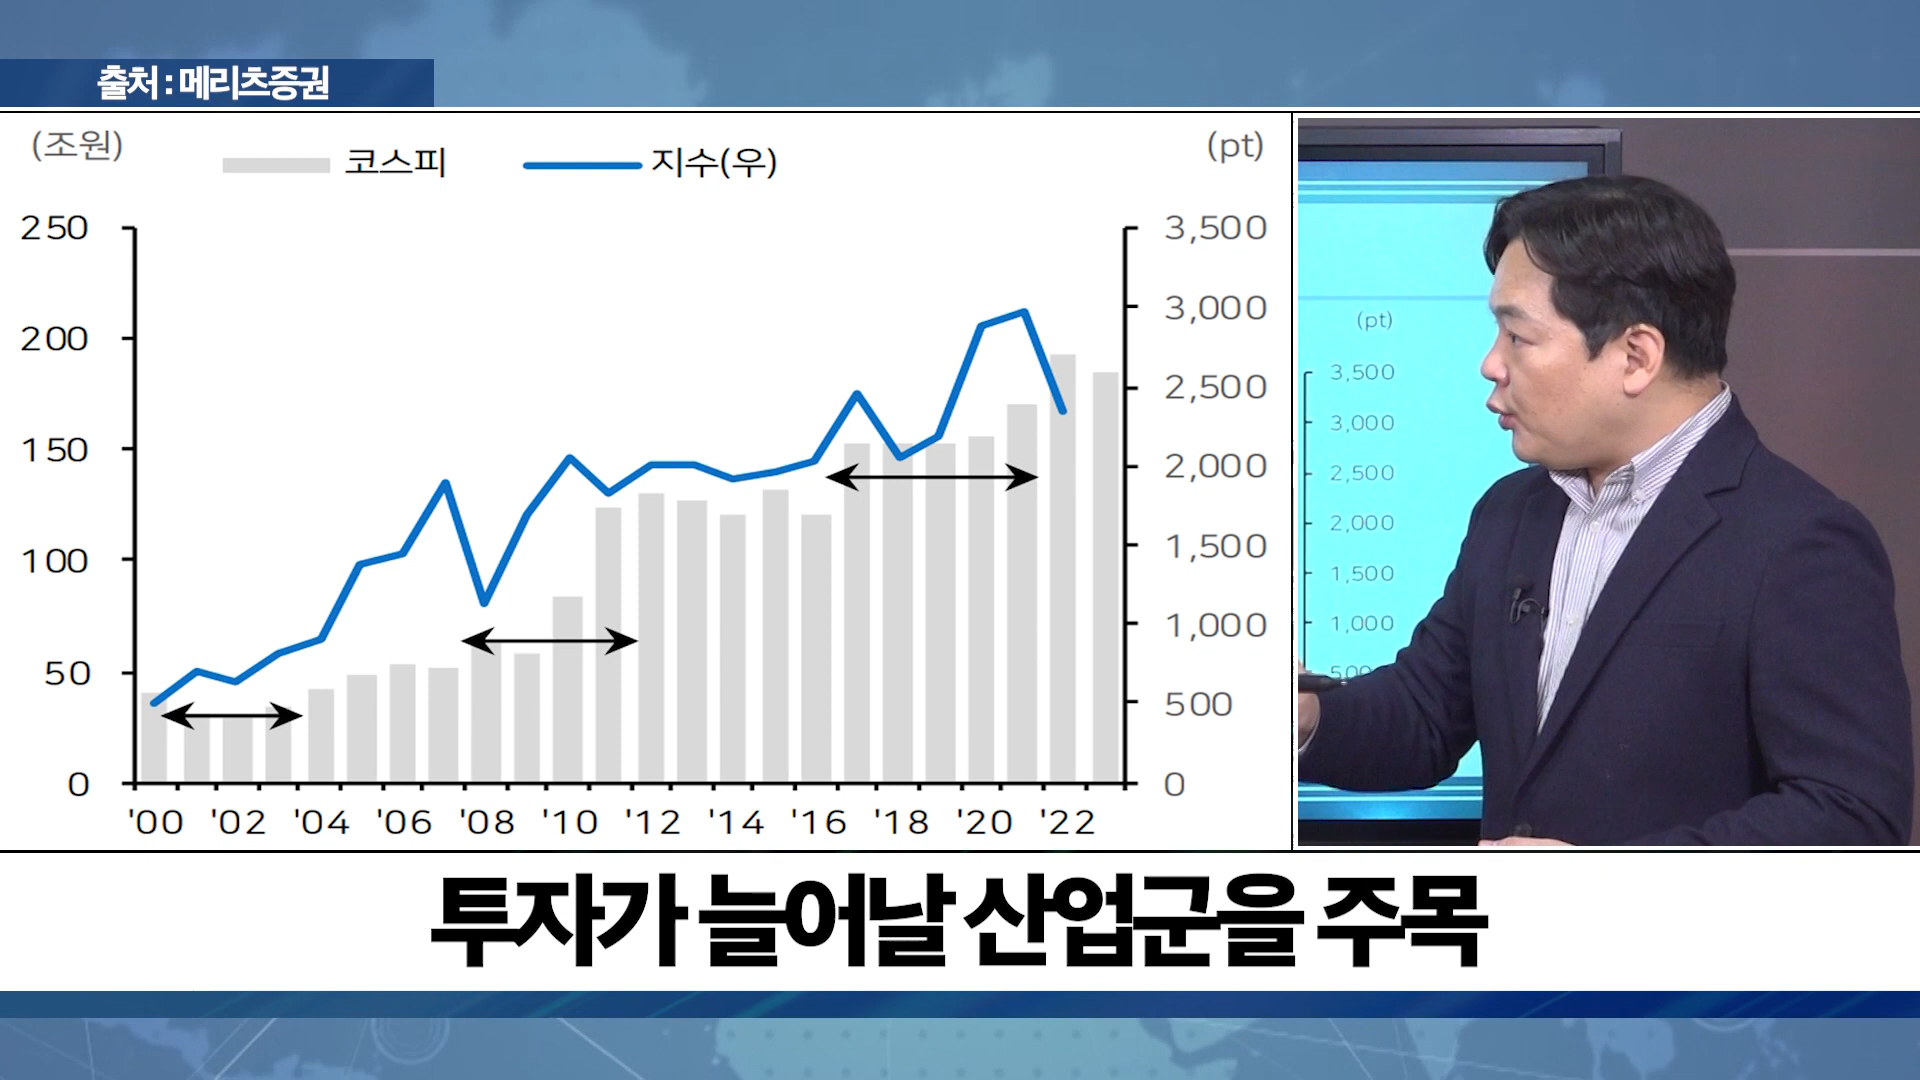 출처 : 메리츠증권
(조원)
코스피
지수(우)
(pt)
250
200
150
100
50
0
3,500
3,000
2,500
2,000
1,500
1,000
500
0
'00 '02 '04 '06 '08 '10 '12 '14 '16 '18 '20 '22
(pt)
3,500
3,000
2,500
2,000
1,500
1,000
500
투자가 늘어날 산업군을 주목